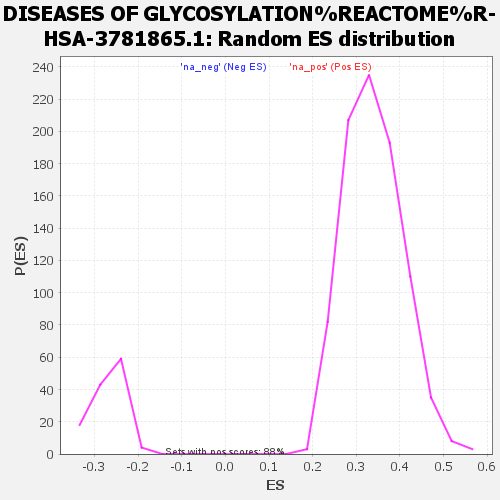 DISEASES OF GLYCOSYLATION%REACTOME%R-
HSA-3781865.1: Random ES distribution
'na_neg' (Neg ES) 'na_pos' (Pos ES)
240
220
200
180
160
140
120
100
80
60
40
20
0
P(ES)
Sets with pos scores: 88%
-0.3 -0.2 -0.1 0.0 0.1 0.2 0.3 0.4 0.5 0.6
ES